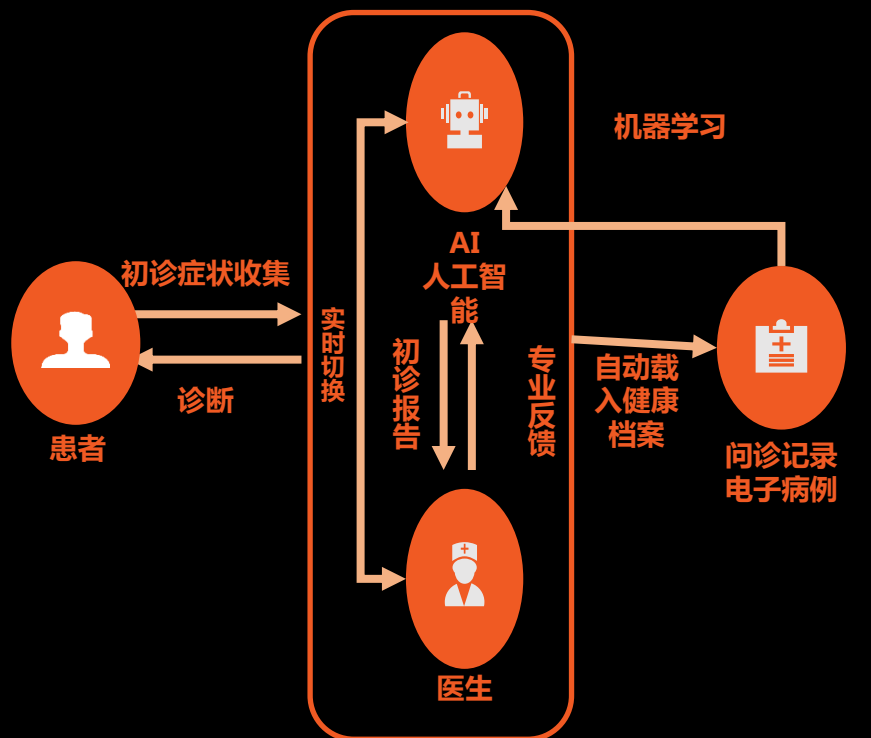 机器学习
AI
人工智
能
初诊症状收集
诊断
患者
实时切换
初诊报告
专业反馈
自动载
入健康
档案
问诊记录
电子病例
医生